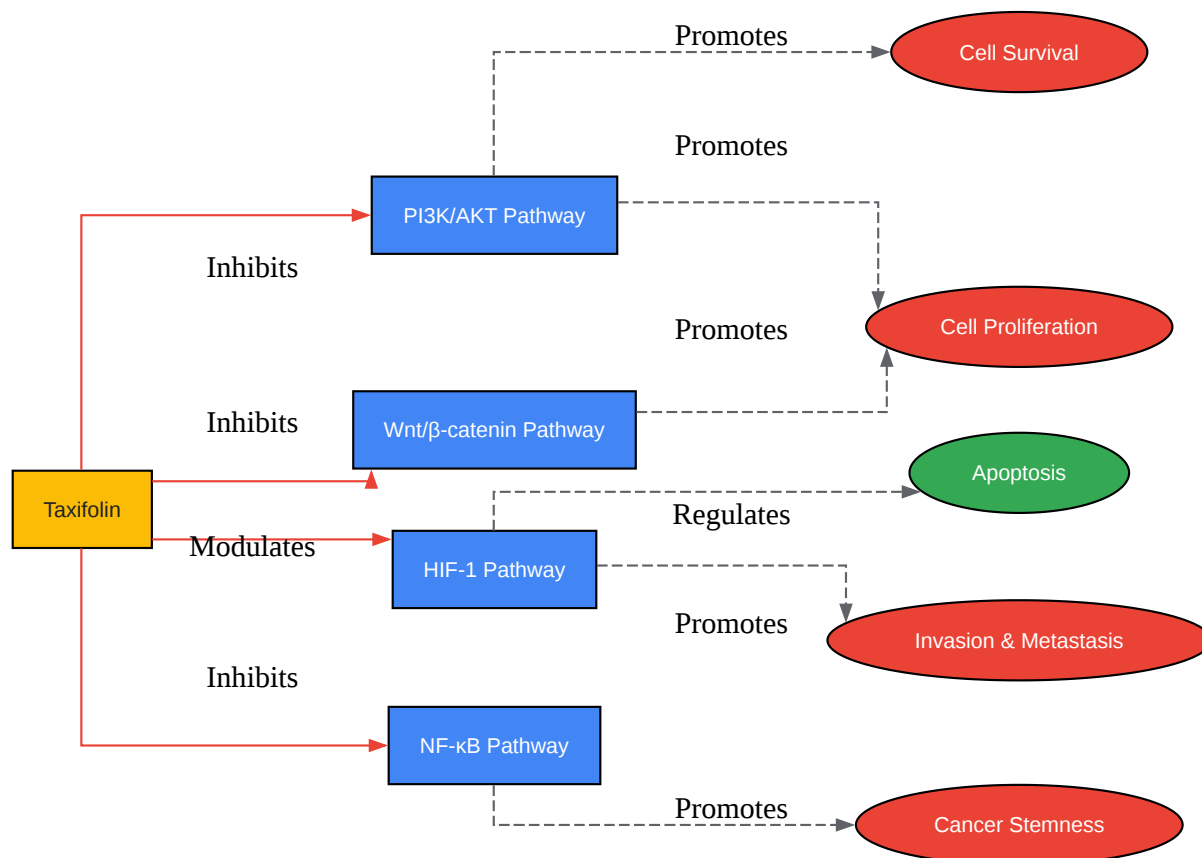 Promotes
Cell Survival
Promotes
PI3K/AKT Pathway
Inhibits
Cell Proliferation
Promotes
Inhibits
Wnt/β-catenin Pathway
Apoptosis
Taxifolin
Regulates
Modulates
HIF-1 Pathway
Promotes
Invasion & Metastasis
Inhibits
NF-κB Pathway
Promotes
Cancer Stemness